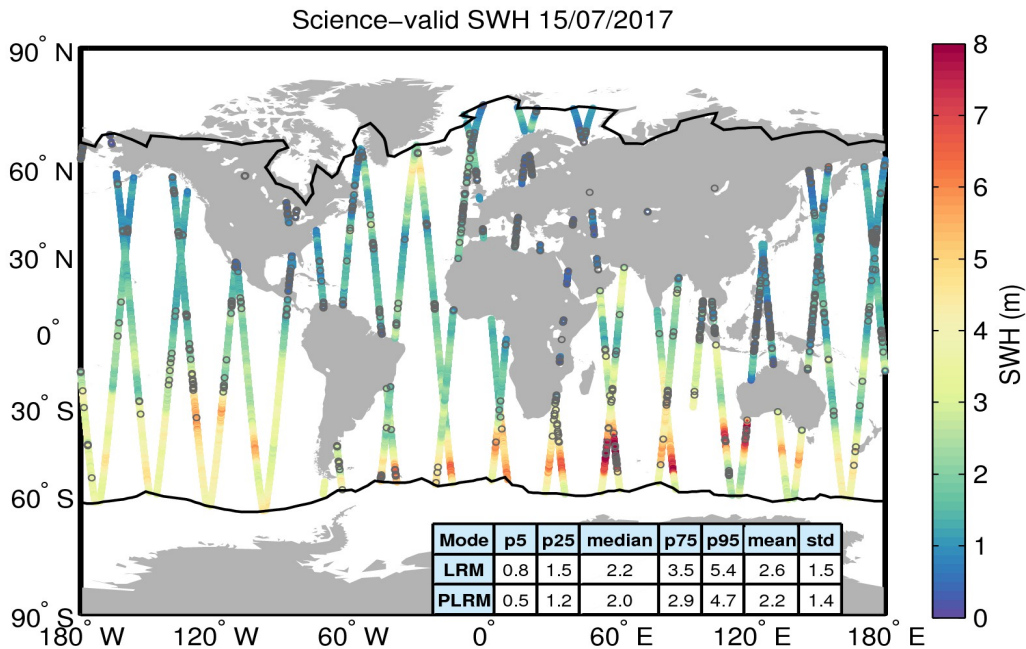 Science−valid SWH 15/07/2017
90° N
60° N
30° N
0°
30° S
60° S
90° S
180° W
120° W
60° W
0°
60° E
120° E
180° E
Mode p5 p25 median p75 p95 mean std
LRM 0.8 1.5 2.2 3.5 5.4 2.6 1.5
PLRM 0.5 1.2 2.0 2.9 4.7 2.2 1.4
8
7
6
5
4
3
2
1
0
SWH (m)